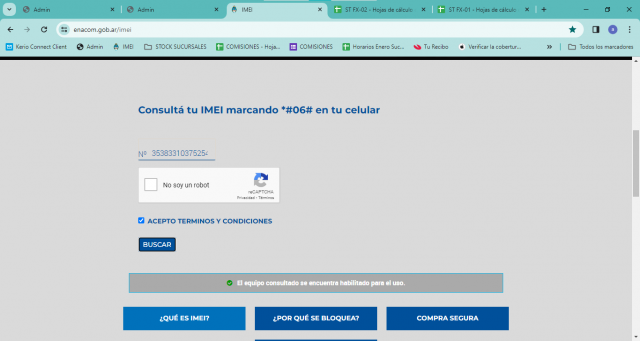 Admin
Admin
IMEI
ST FX-02 - Hojas de cálculo
ST FX-01 - Hojas de cálculo
enacom.gob.ar/imei
Kerio Connect Client
Admin
IMEI
STOCK SUCURSALES
COMISIONES - Hoja...
COMISIONES
Horarios Enero Suc...
Tu Recibo
Verificar la cobertur...
Todos los marcadores
Consultá tu IMEI marcando *#06# en tu celular
Nº 35383310375254
No soy un robot
reCAPTCHA
Privacidad - Términos
ACEPTO TERMINOS Y CONDICIONES
BUSCAR
El equipo consultado se encuentra habilitado para el uso.
¿QUÉ ES IMEI?
¿POR QUÉ SE BLOQUEA?
COMPRA SEGURA